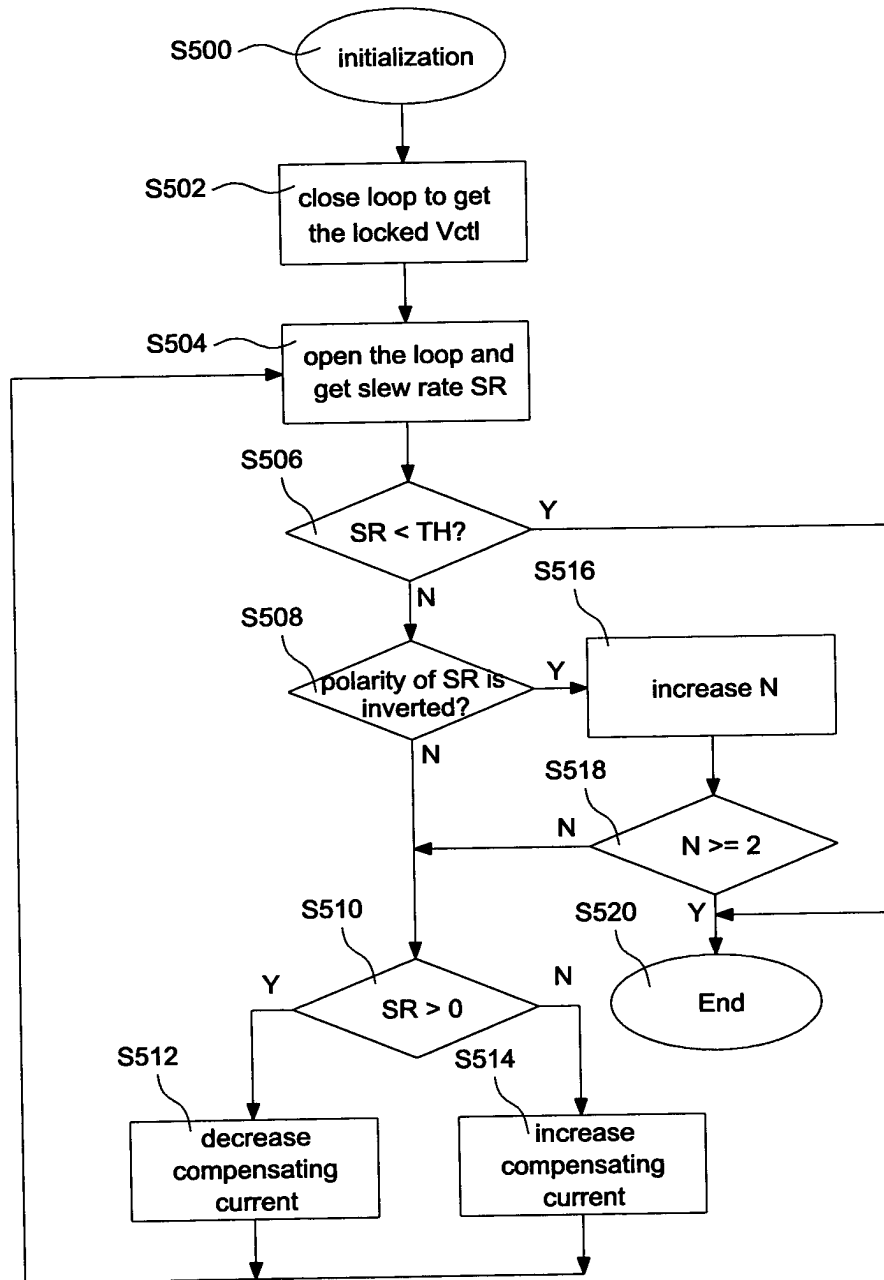 S500
initialization
S502
close loop to get
the locked Vctl
S504
open the loop and
get slew rate SR
S506
SR < TH?
Y
N
S508
polarity of SR is
inverted?
Y
N
S516
increase N
S518
N >= 2
N
Y
S510
SR > 0
Y
N
S520
End
S512
decrease
compensating
current
S514
increase
compensating
current